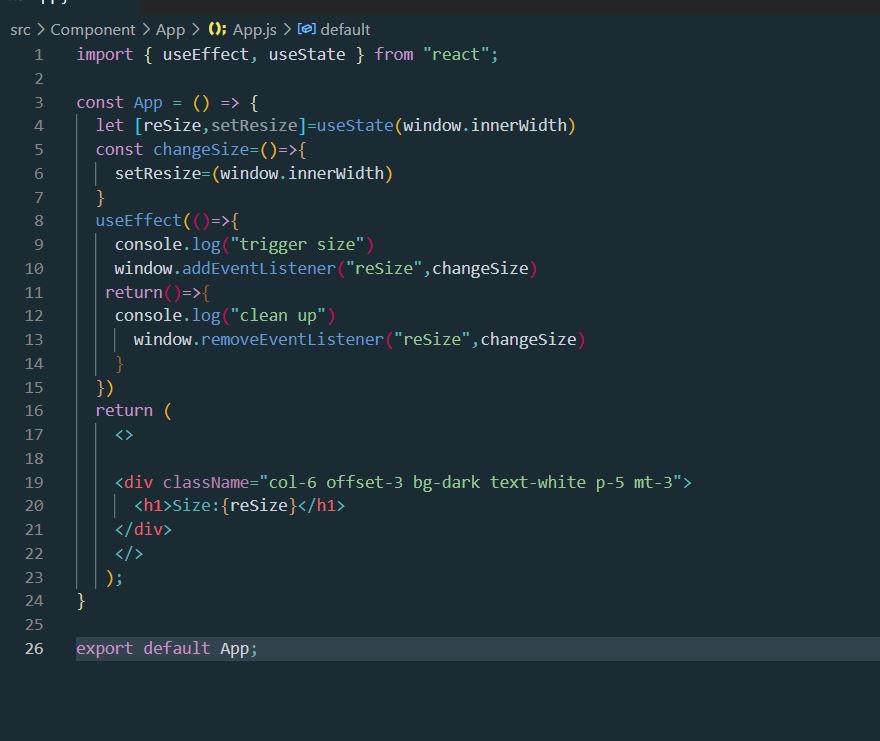 src > Component > App > App.js > default
1 import { useEffect, useState } from "react";
2
3 const App = () => {
4 let [reSize,setResize]=useState(window.innerWidth)
5 const changeSize=()=>{
6 setResize=(window.innerWidth)
7 }
8 useEffect(()=>{
9 console.log("trigger size")
10 window.addEventListener("reSize",changeSize)
11 return()=>{
12 console.log("clean up")
13 window.removeEventListener("reSize",changeSize)
14 }
15 })
16 return (
17 <>
18
19 <div className="col-6 offset-3 bg-dark text-white p-5 mt-3">
20 <h1>Size:{reSize}</h1>
21 </div>
22 </>
23 );
24 }
25
26 export default App;